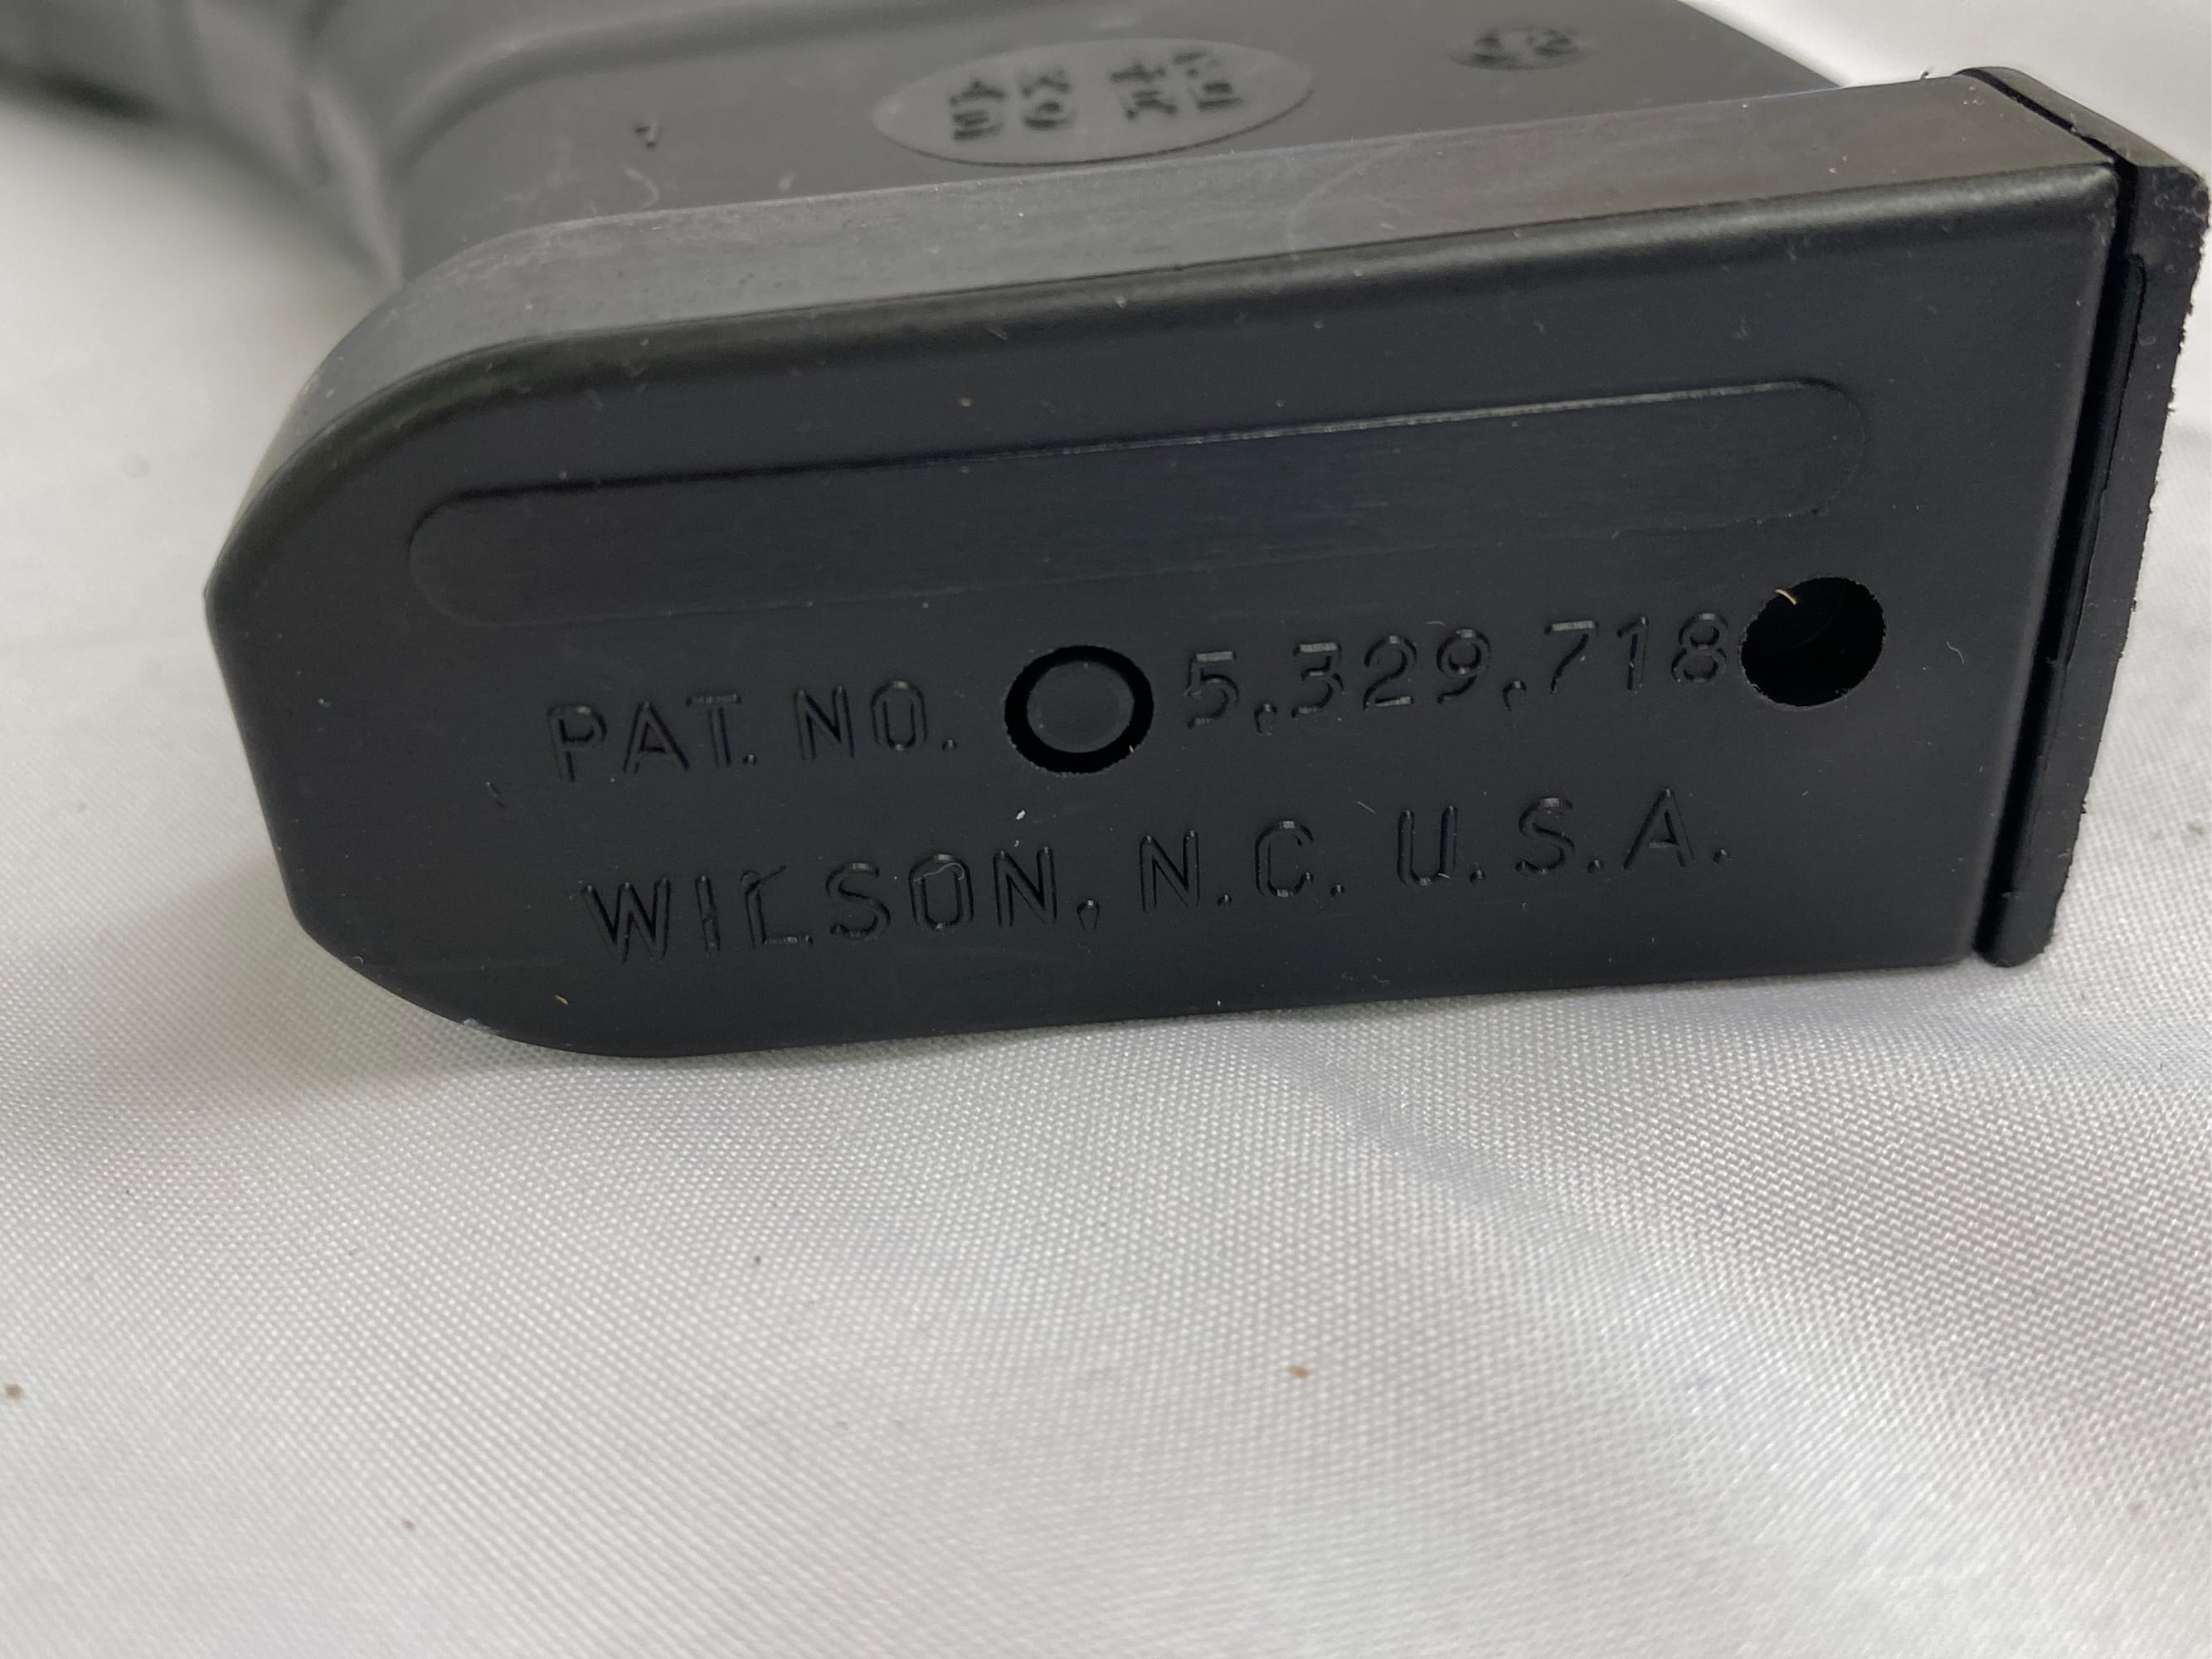 PAT. NO. 5,329,718
WILSON, N.C. U.S.A.